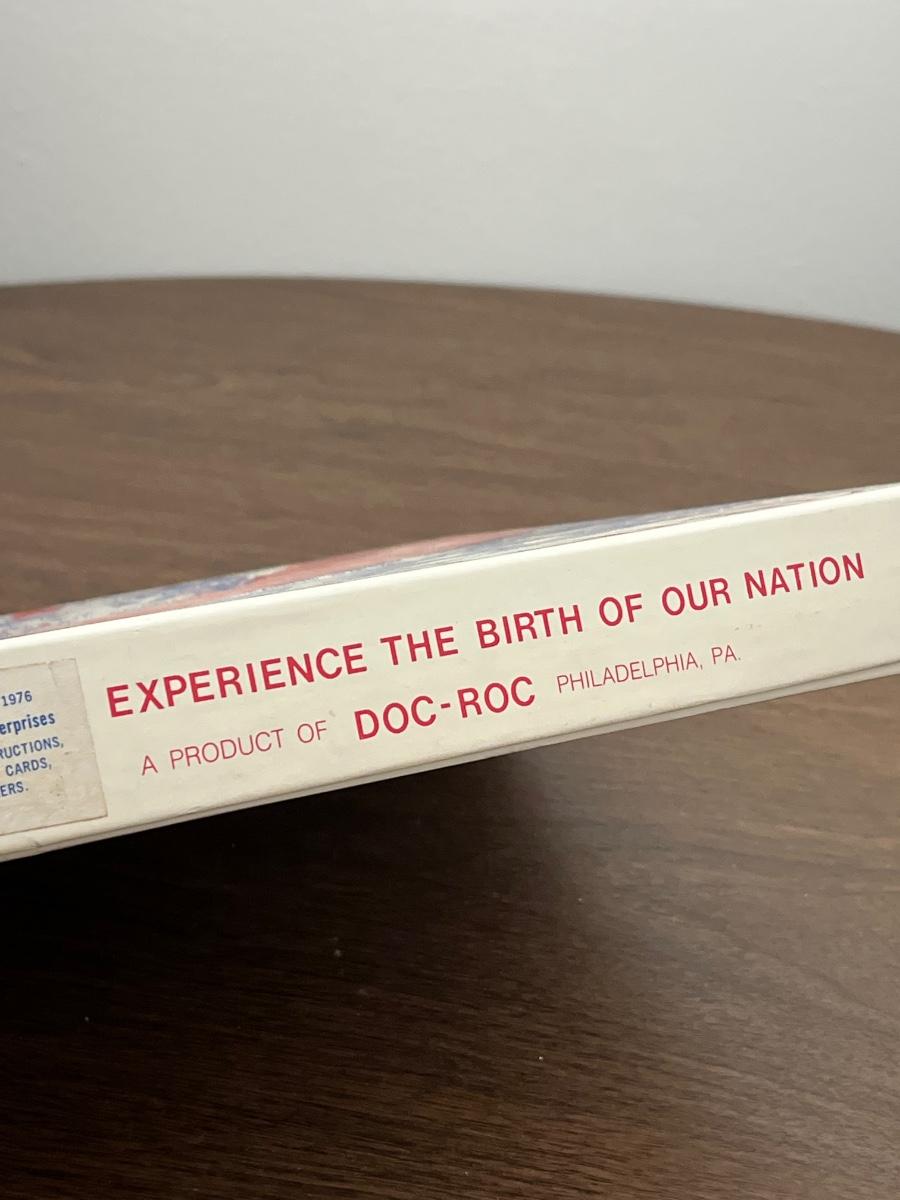 EXPERIENCE THE BIRTH OF OUR NATION
A PRODUCT OF DOC-ROC PHILADELPHIA, PA.
1976
erprises
RUCTIONS,
CARDS,
ERS.